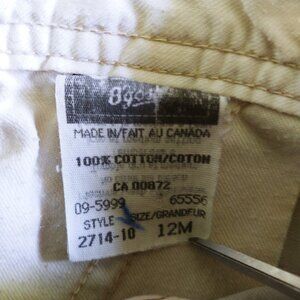 MADE IN/FAIT AU CANADA
100% COTTON/COTON
CA 00872
09-5999 65556
STYLE SIZE/GRANDEUR
2714-10 12M